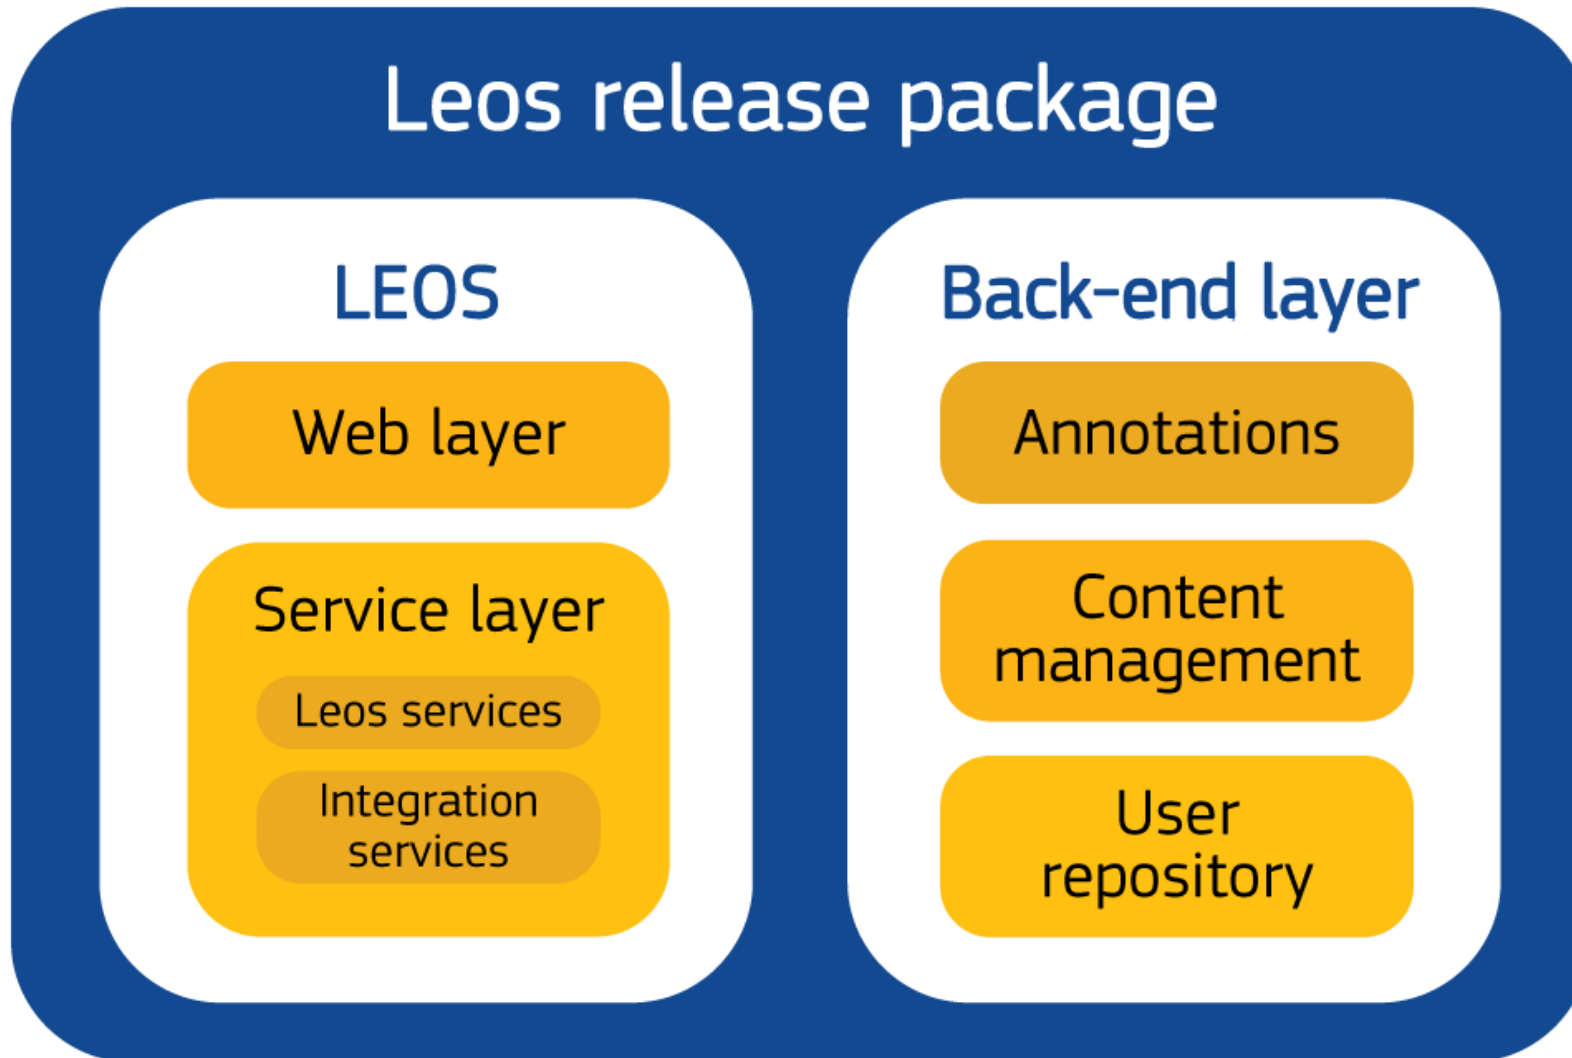 Leos release package
LEOS
Web layer
Service layer
Leos services
Integration
services
Back-end layer
Annotations
Content
management
User
repository